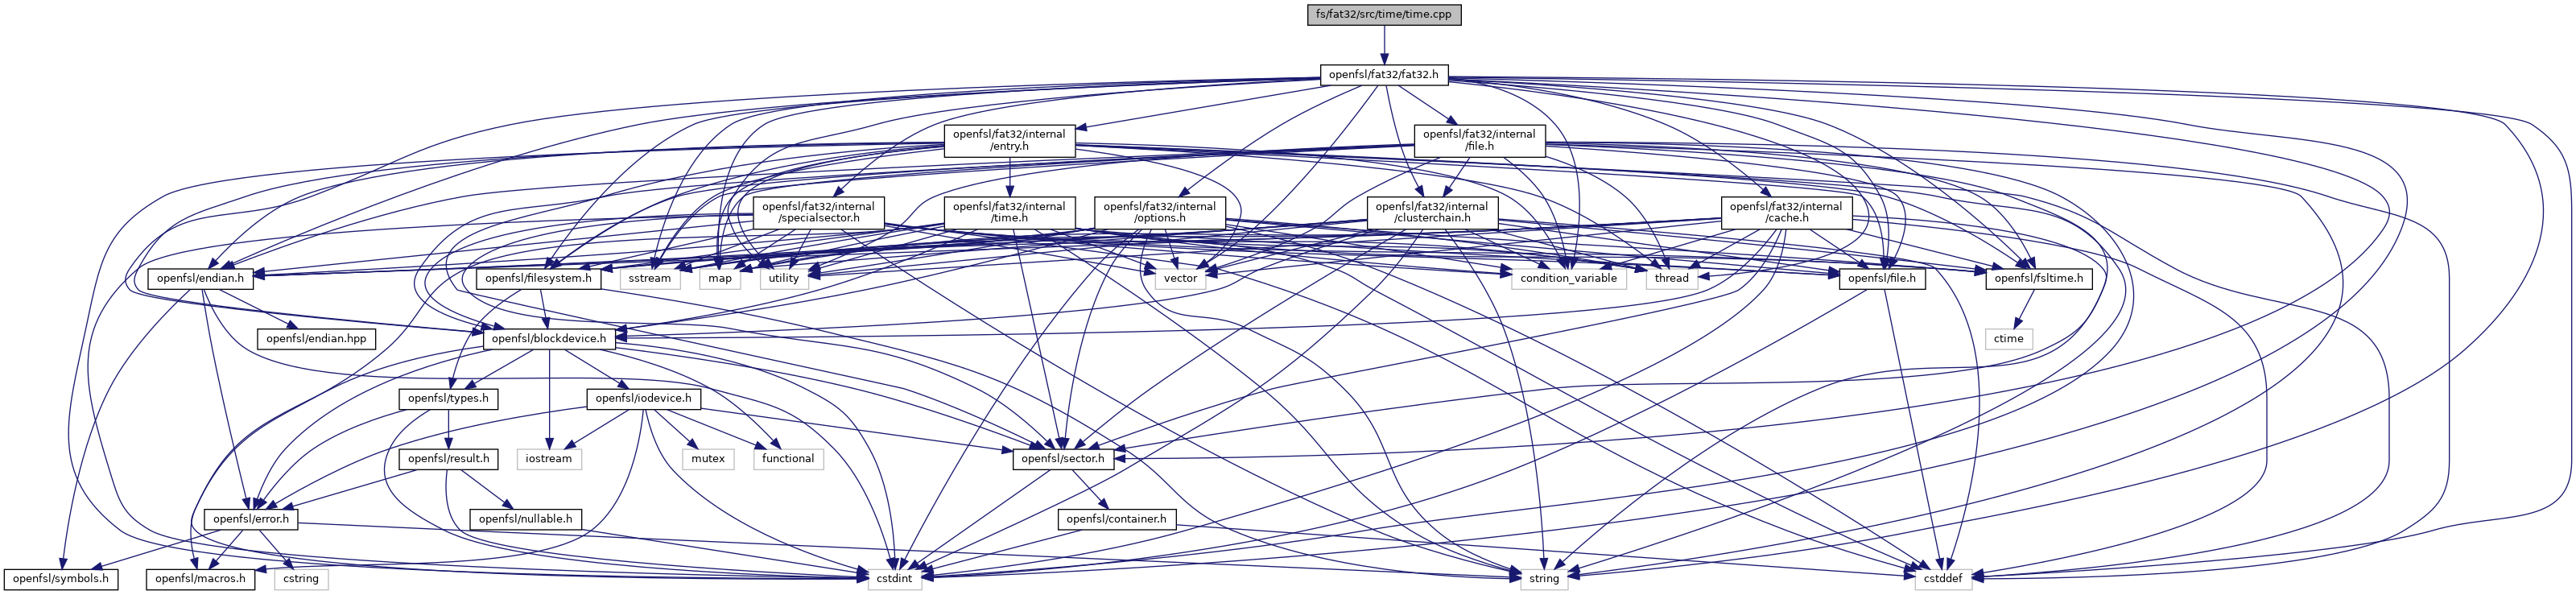 fs/fat32/src/time/time.cpp
openfsl/fat32/fat32.h
openfsl/fat32/internal
/entry.h
openfsl/fat32/internal
/file.h
openfsl/fat32/internal
/specialsector.h
openfsl/fat32/internal
/time.h
openfsl/fat32/internal
/options.h
openfsl/fat32/internal
/clusterchain.h
openfsl/fat32/internal
/cache.h
openfsl/endian.h
openfsl/filesystem.h
sstream
map
utility
vector
condition_variable
thread
openfsl/file.h
openfsl/fsltime.h
openfsl/endian.hpp
openfsl/blockdevice.h
ctime
openfsl/types.h
openfsl/iodevice.h
openfsl/result.h
iostream
mutex
functional
openfsl/sector.h
openfsl/error.h
openfsl/nullable.h
openfsl/container.h
openfsl/symbols.h
openfsl/macros.h
cstring
cstdint
string
cstddef